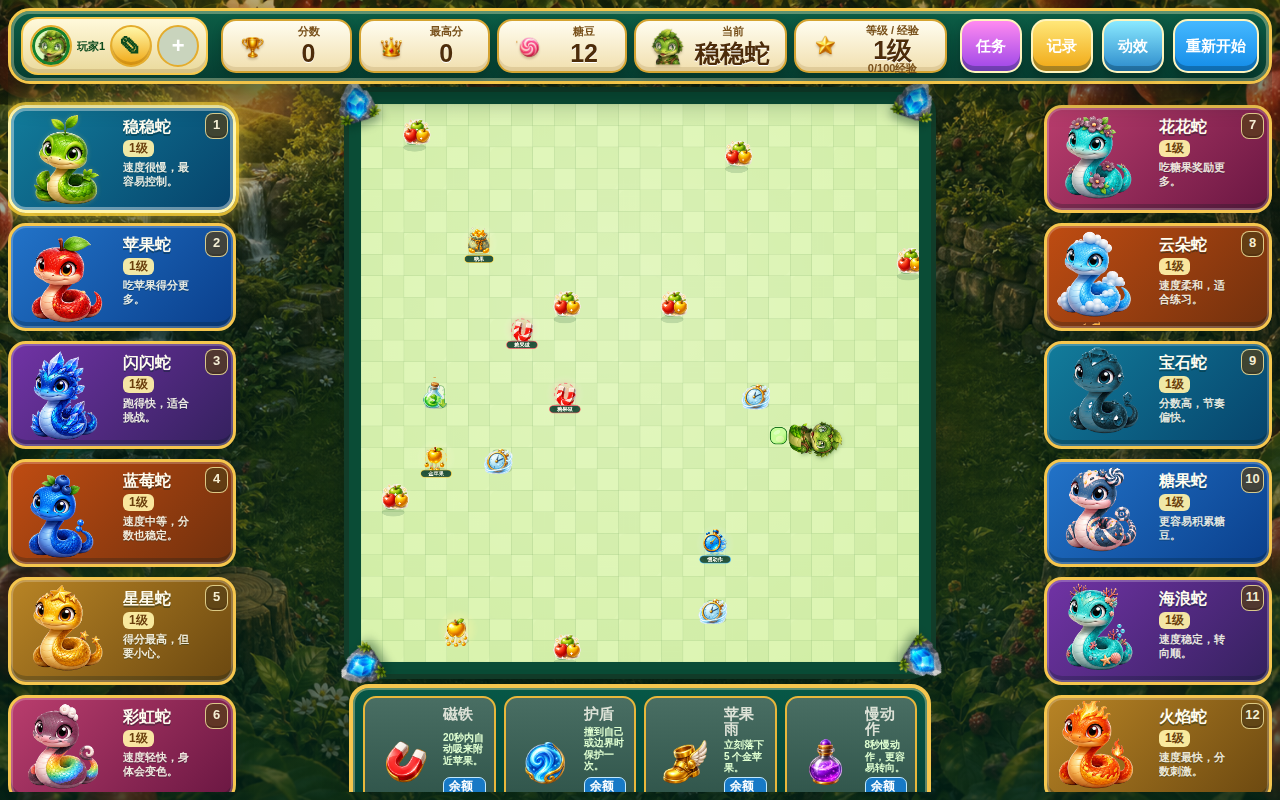 玩家1
+
分数
0
最高分
0
糖豆
12
当前
稳稳蛇
等级 / 经验
1级
0/100经验
任务
记录
动效
重新开始
稳稳蛇
1
1级
速度很慢，最
容易控制。
苹果蛇
2
1级
吃苹果得分更
多。
闪闪蛇
3
1级
跑得快，适合
挑战。
蓝莓蛇
4
1级
速度中等，分
数也稳定。
星星蛇
5
1级
得分最高，但
要小心。
彩虹蛇
6
1级
速度轻快，身
体会变色。
糖果罐
糖果罐
金苹果
慢动作
磁铁
20秒内自
动吸来附
近苹果。
余额
护盾
撞到自己
或边界时
保护一
次。
余额
苹果
雨
立刻落下
5 个金苹
果。
余额
慢动
作
8秒慢动
作，更容
易转向。
余额
花花蛇
7
1级
吃糖果奖励更
多。
云朵蛇
8
1级
速度柔和，适
合练习。
宝石蛇
9
1级
分数高，节奏
偏快。
糖果蛇
10
1级
更容易积累糖
豆。
海浪蛇
11
1级
速度稳定，转
向顺。
火焰蛇
12
1级
速度最快，分
数刺激。